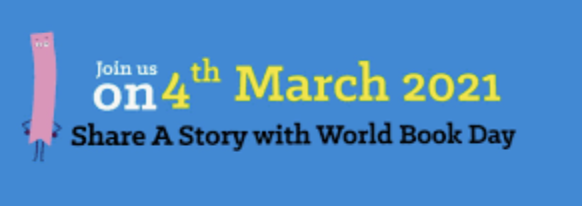 Join us
on 4th March 2021
Share A Story with World Book Day